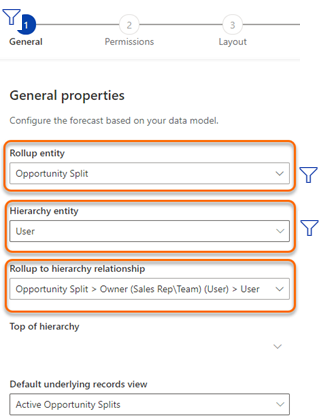 1
2
3
General
Permissions
Layout
General properties
Configure the forecast based on your data model.
Rollup entity
Opportunity Split
Hierarchy entity
User
Rollup to hierarchy relationship
Opportunity Split > Owner (Sales Rep\Team) (User) > User
Top of hierarchy
Default underlying records view
Active Opportunity Splits